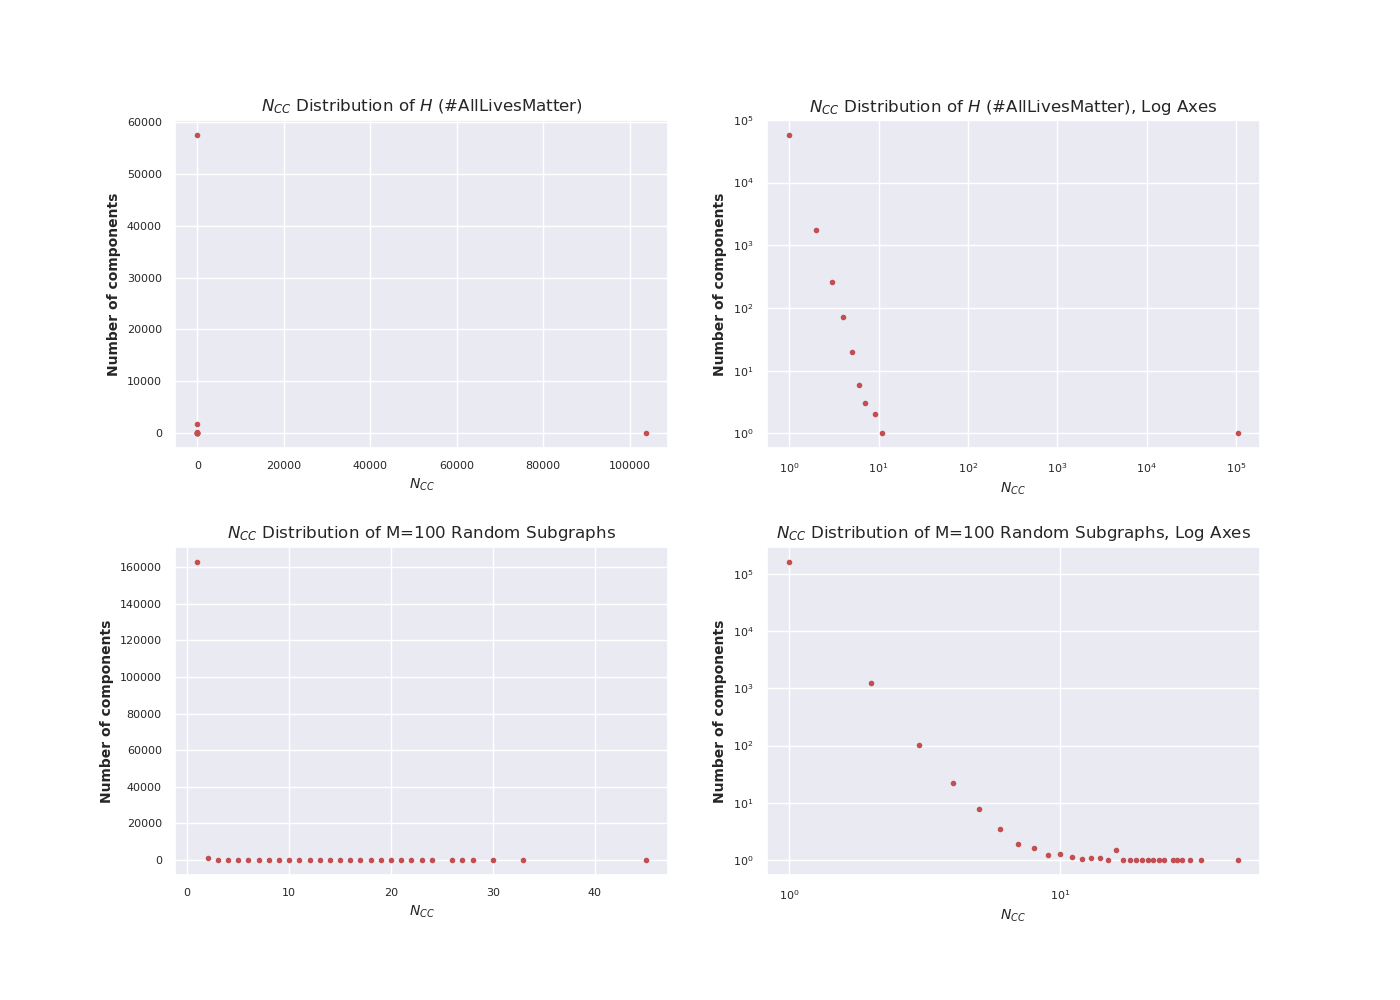 N_CC Distribution of H (#AllLivesMatter)
60000
50000
40000
30000
20000
10000
0
Number of components
0 20000 40000 60000 80000 100000
N_CC
N_CC Distribution of H (#AllLivesMatter), Log Axes
10^5
10^4
10^3
10^2
10^1
10^0
Number of components
10^0 10^1 10^2 10^3 10^4 10^5
N_CC
N_CC Distribution of M=100 Random Subgraphs
160000
140000
120000
100000
80000
60000
40000
20000
0
Number of components
0 10 20 30 40
N_CC
N_CC Distribution of M=100 Random Subgraphs, Log Axes
10^5
10^4
10^3
10^2
10^1
10^0
Number of components
10^0 10^1
N_CC